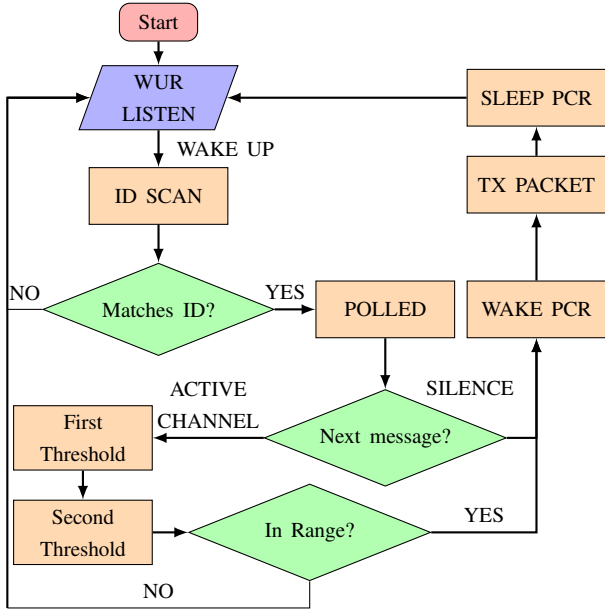 Start
WUR
LISTEN
SLEEP PCR
WAKE UP
ID SCAN
TX PACKET
NO
Matches ID?
YES
POLLED
WAKE PCR
ACTIVE
CHANNEL
SILENCE
First
Threshold
Next message?
Second
Threshold
In Range?
YES
NO